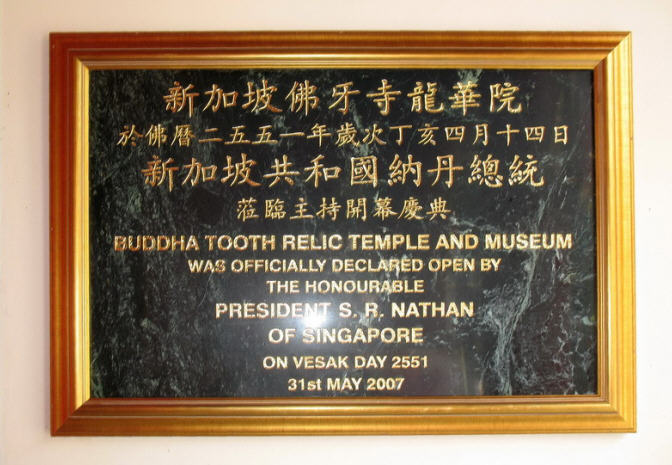 新加坡佛牙寺龍華院
於佛曆二五五一年歲次丁亥四月十四日
新加坡共和國納丹總統
蒞臨主持開幕慶典
BUDDHA TOOTH RELIC TEMPLE AND MUSEUM
WAS OFFICIALLY DECLARED OPEN BY
THE HONOURABLE
PRESIDENT S. R. NATHAN
OF SINGAPORE
ON VESAK DAY 2551
31st MAY 2007